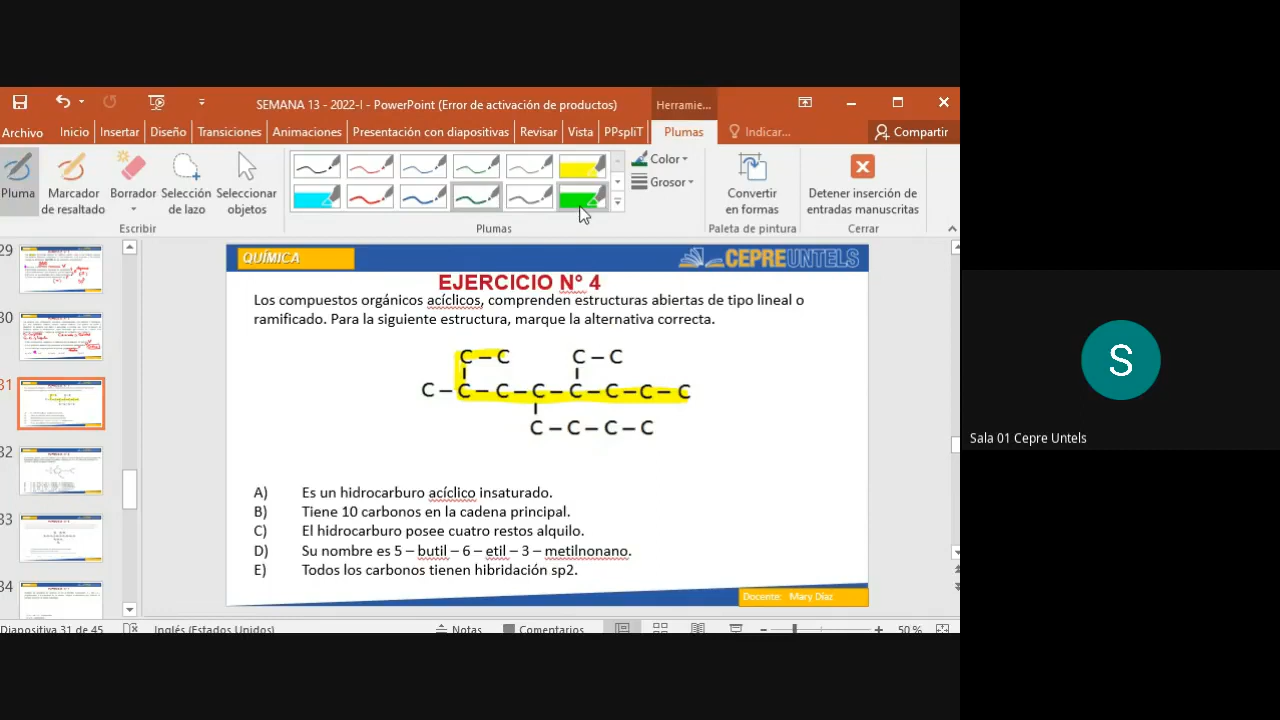 SEMANA 13 - 2022-I - PowerPoint (Error de activación de productos)
Herramie...
Archivo Inicio Insertar Diseño Transiciones Animaciones Presentación con diapositivas Revisar Vista PPspliT Plumas Indicar... Compartir
Pluma
Marcador de resaltado
Borrador
Selección de lazo
Seleccionar objetos
Color
Grosor
Convertir en formas
Detener inserción de entradas manuscritas
Escribir Plumas Paleta de pintura Cerrar
29
30
31
32
33
34
QUÍMICA
CEPREUNTELS
EJERCICIO N° 4
Los compuestos orgánicos acíclicos, comprenden estructuras abiertas de tipo lineal o
ramificado. Para la siguiente estructura, marque la alternativa correcta.
C – C C – C
C – C – C – C – C – C – C – C
C – C – C – C
A) Es un hidrocarburo acíclico insaturado.
B) Tiene 10 carbonos en la cadena principal.
C) El hidrocarburo posee cuatro restos alquilo.
D) Su nombre es 5 – butil – o – etil – 3 – metilnonano.
E) Todos los carbonos tienen hibridación sp2.
Docente: Mary Díaz
S
Sala 01 Cepre Untels
Diapositiva 31 de 45 Inglés (Estados Unidos) Notas Comentarios 50 %